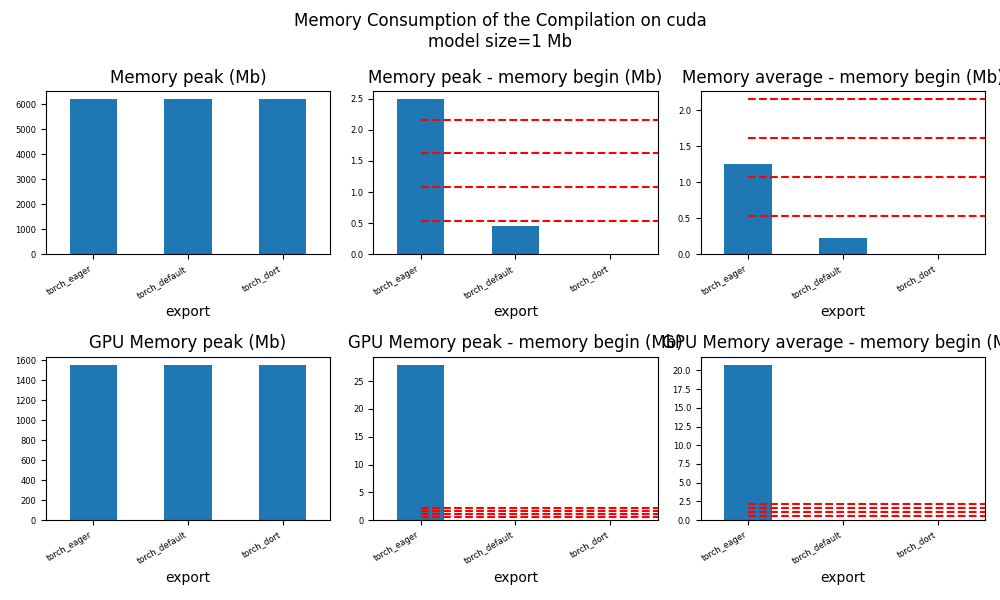 Memory Consumption of the Compilation on cuda
model size=1 Mb
Memory peak (Mb)
6000
5000
4000
3000
2000
1000
0
torch_eager
torch_default
torch_dort
export
Memory peak - memory begin (Mb)
2.5
2.0
1.5
1.0
0.5
0.0
torch_eager
torch_default
torch_dort
export
Memory average - memory begin (Mb)
2.0
1.5
1.0
0.5
0.0
torch_eager
torch_default
torch_dort
export
GPU Memory peak (Mb)
1600
1400
1200
1000
800
600
400
200
0
torch_eager
torch_default
torch_dort
export
GPU Memory peak - memory begin (Mb)
25
20
15
10
5
0
torch_eager
torch_default
torch_dort
export
GPU Memory average - memory begin (M
20.0
17.5
15.0
12.5
10.0
7.5
5.0
2.5
0.0
torch_eager
torch_default
torch_dort
export